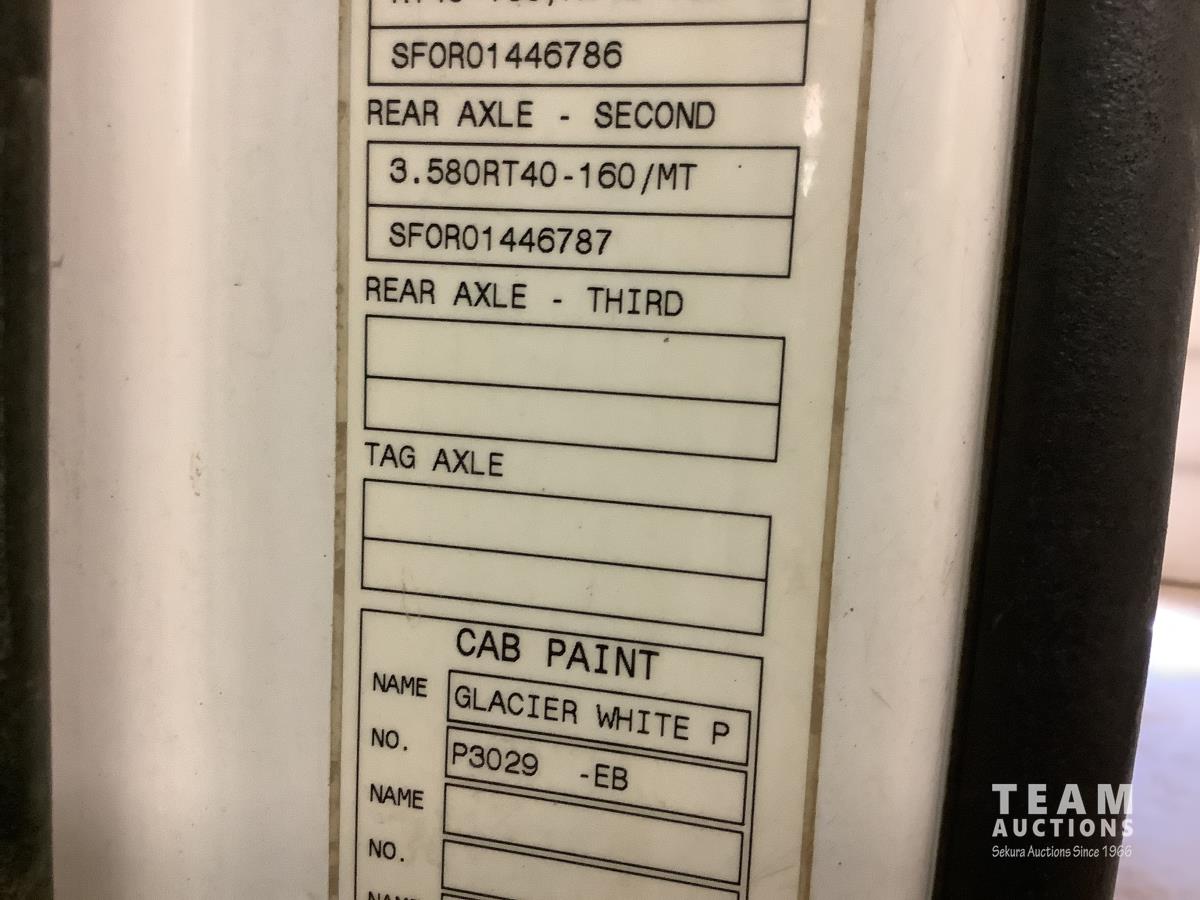 SFOR01446786
REAR AXLE - SECOND
3.580RT40-160/MT
SFOR01446787
REAR AXLE - THIRD
TAG AXLE
CAB PAINT
NAME GLACIER WHITE P
NO. P3029 -EB
NAME
NO.
NAME
TEAM
AUCTIONS
Sekura Auctions Since 1966